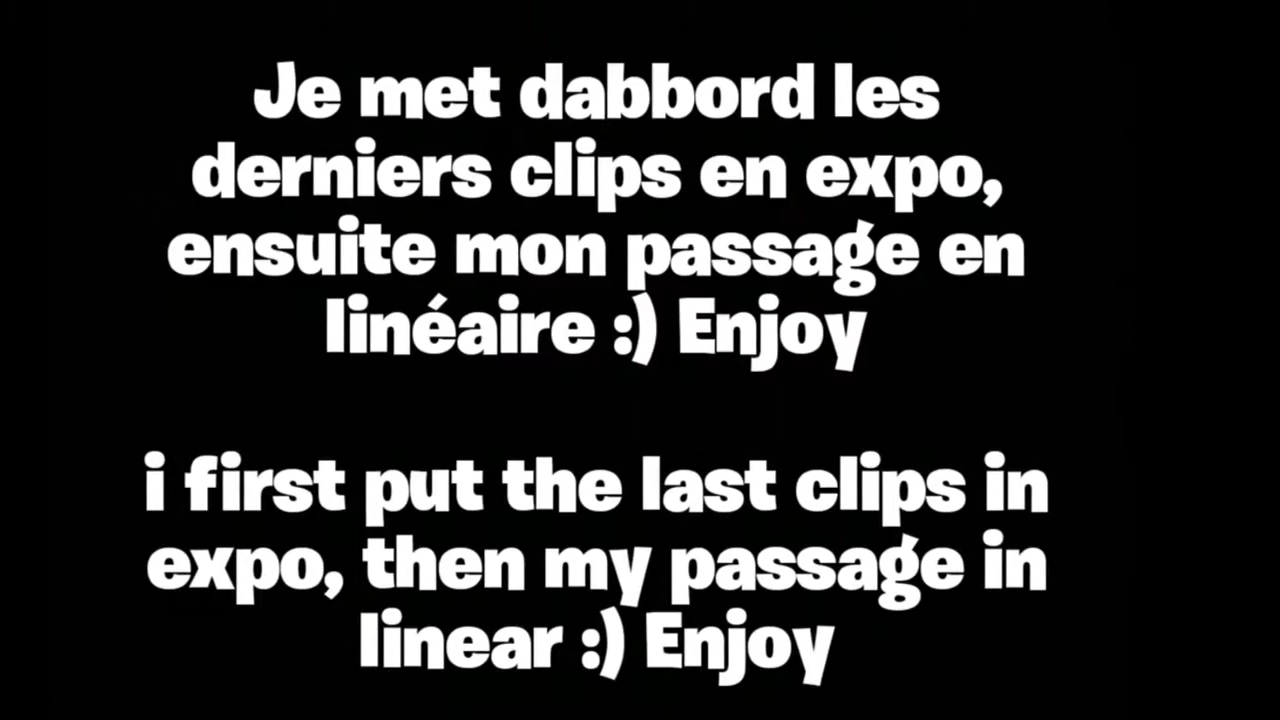 Je met dabbord les
derniers clips en expo,
ensuite mon passage en
linéaire :) Enjoy
i first put the last clips in
expo, then my passage in
linear :) Enjoy